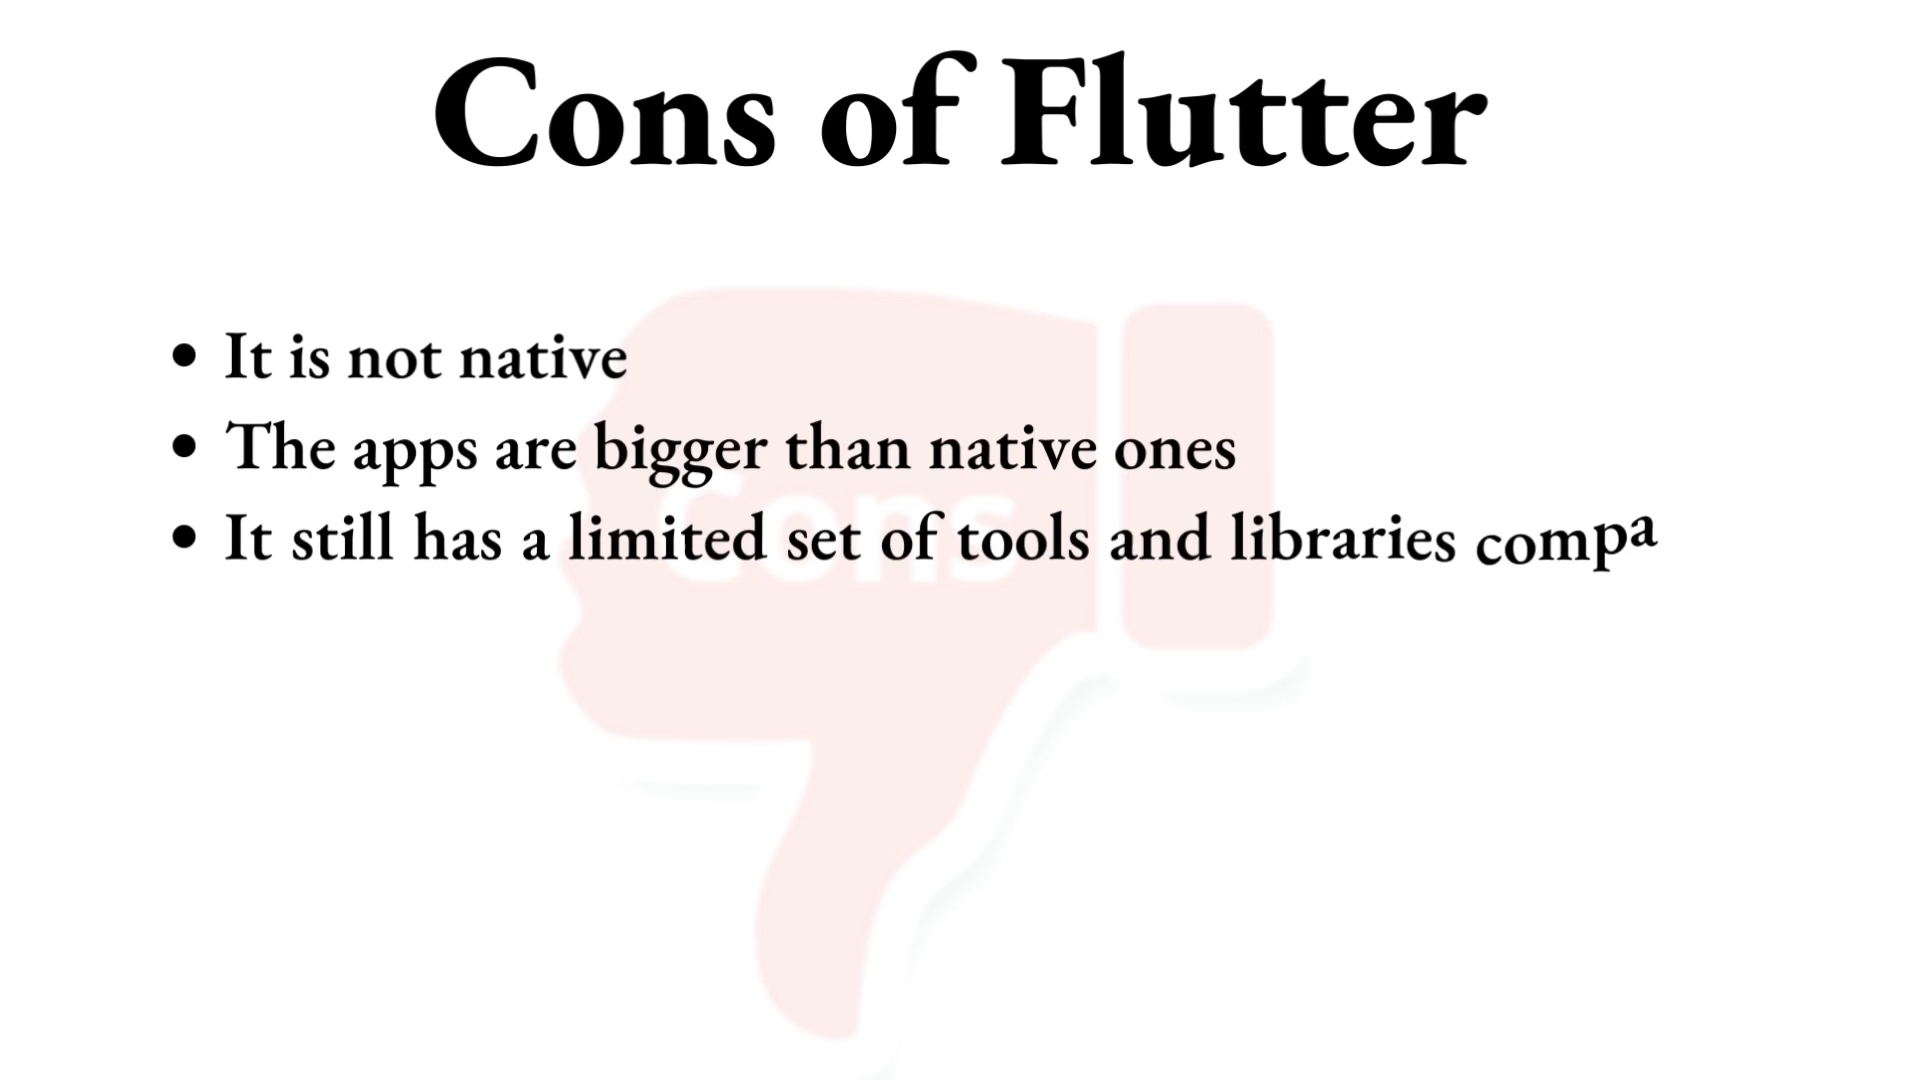 Cons of Flutter
• It is not native
• The apps are bigger than native ones
Cons
• It still has a limited set of tools and libraries compa